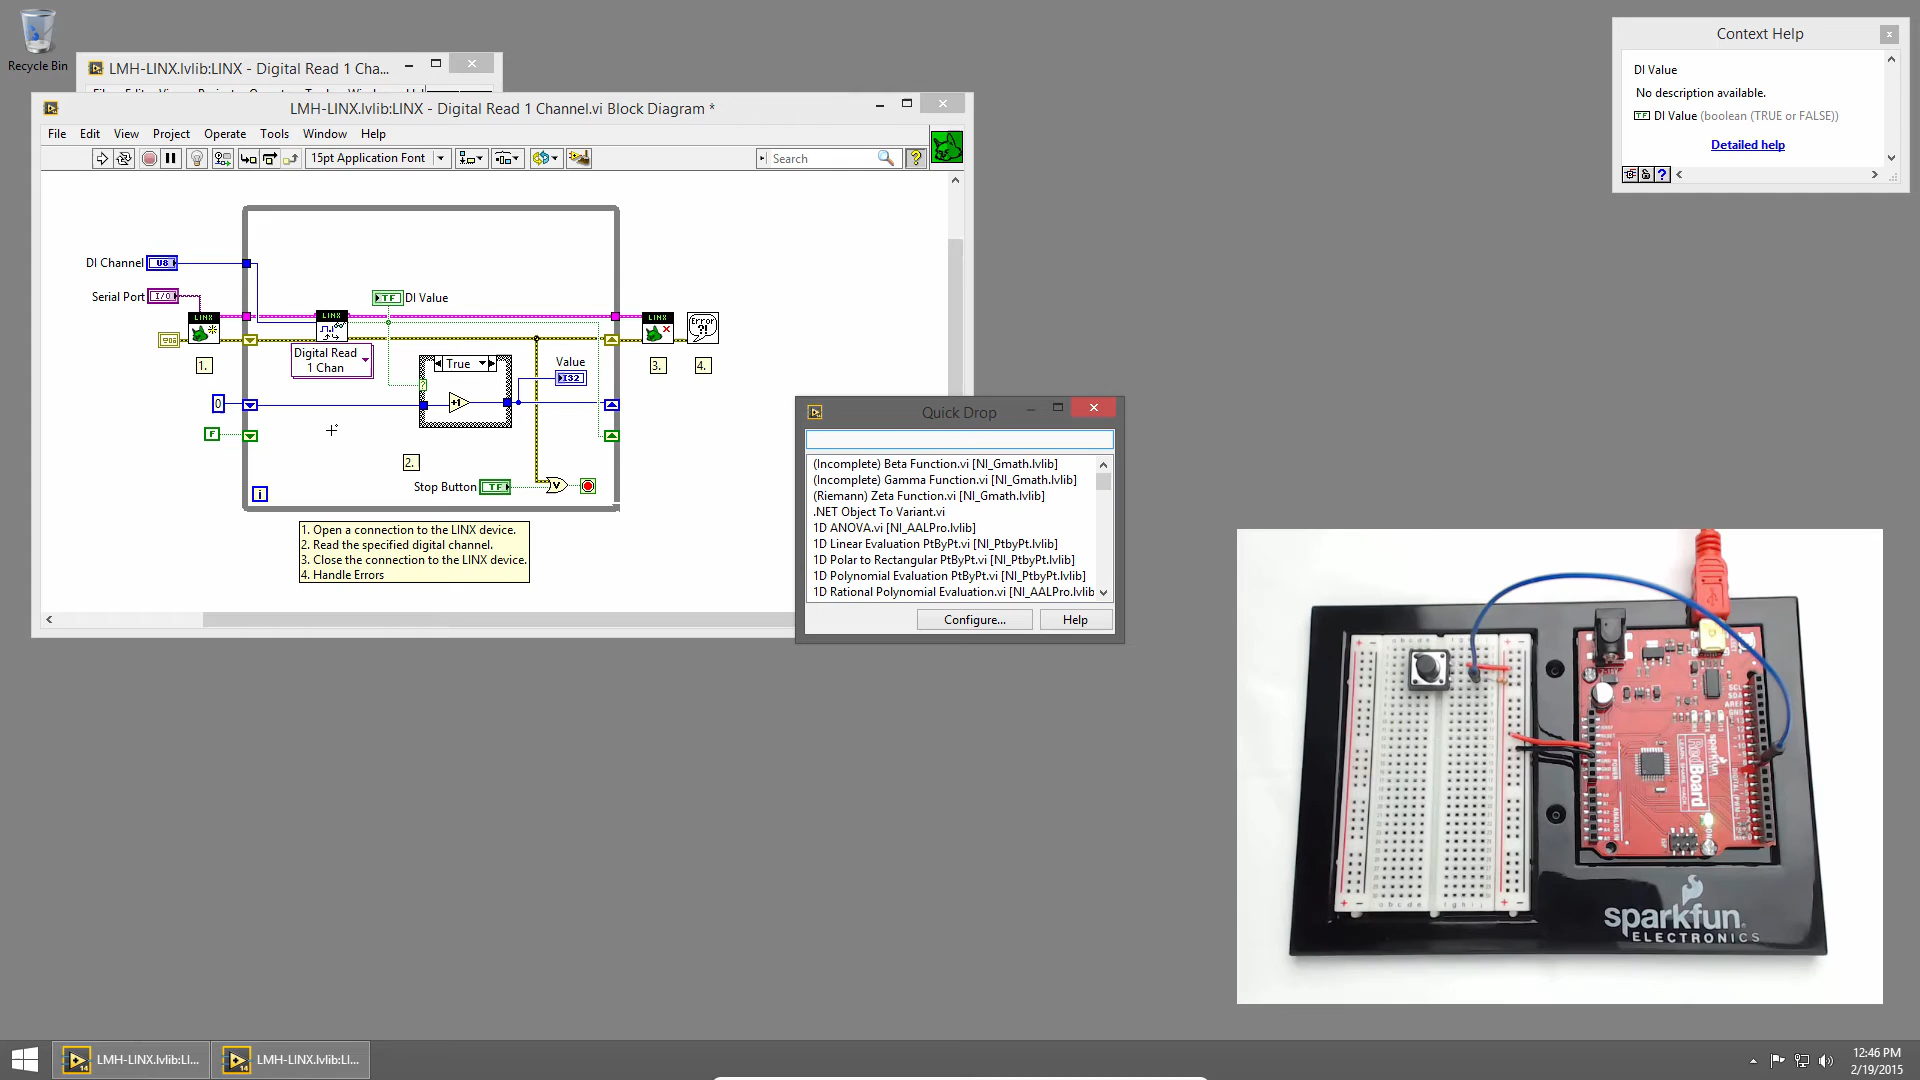 Recycle Bin
LMH-LINX.lvlib:LINX - Digital Read 1 Cha...
LMH-LINX.lvlib:LINX - Digital Read 1 Channel.vi Block Diagram *
File Edit View Project Operate Tools Window Help
15pt Application Font
Search
?
DI Channel
U8
Serial Port
I/O
TF
DI Value
LINX
LINX
LINX
Error
?!
1.
Digital Read
1 Chan
True
?
+1
Value
I32
3.
4.
0
F
2.
Stop Button
TF
V
i
1. Open a connection to the LINX device.
2. Read the specified digital channel.
3. Close the connection to the LINX device.
4. Handle Errors
Quick Drop
(Incomplete) Beta Function.vi [NI_Gmath.lvlib]
(Incomplete) Gamma Function.vi [NI_Gmath.lvlib]
(Riemann) Zeta Function.vi [NI_Gmath.lvlib]
.NET Object To Variant.vi
1D ANOVA.vi [NI_AALPro.lvlib]
1D Linear Evaluation PtByPt.vi [NI_PtbyPt.lvlib]
1D Polar to Rectangular PtByPt.vi [NI_PtbyPt.lvlib]
1D Polynomial Evaluation PtByPt.vi [NI_PtbyPt.lvlib]
1D Rational Polynomial Evaluation.vi [NI_AALPro.lvlib
Configure...
Help
Context Help
DI Value
No description available.
TF DI Value (boolean (TRUE or FALSE))
Detailed help
?
RedBoard
sparkfun
POWER
ANALOG IN
sparkfun
ELECTRONICS
LMH-LINX.lvlib:LI...
LMH-LINX.lvlib:LI...
12:46 PM
2/19/2015